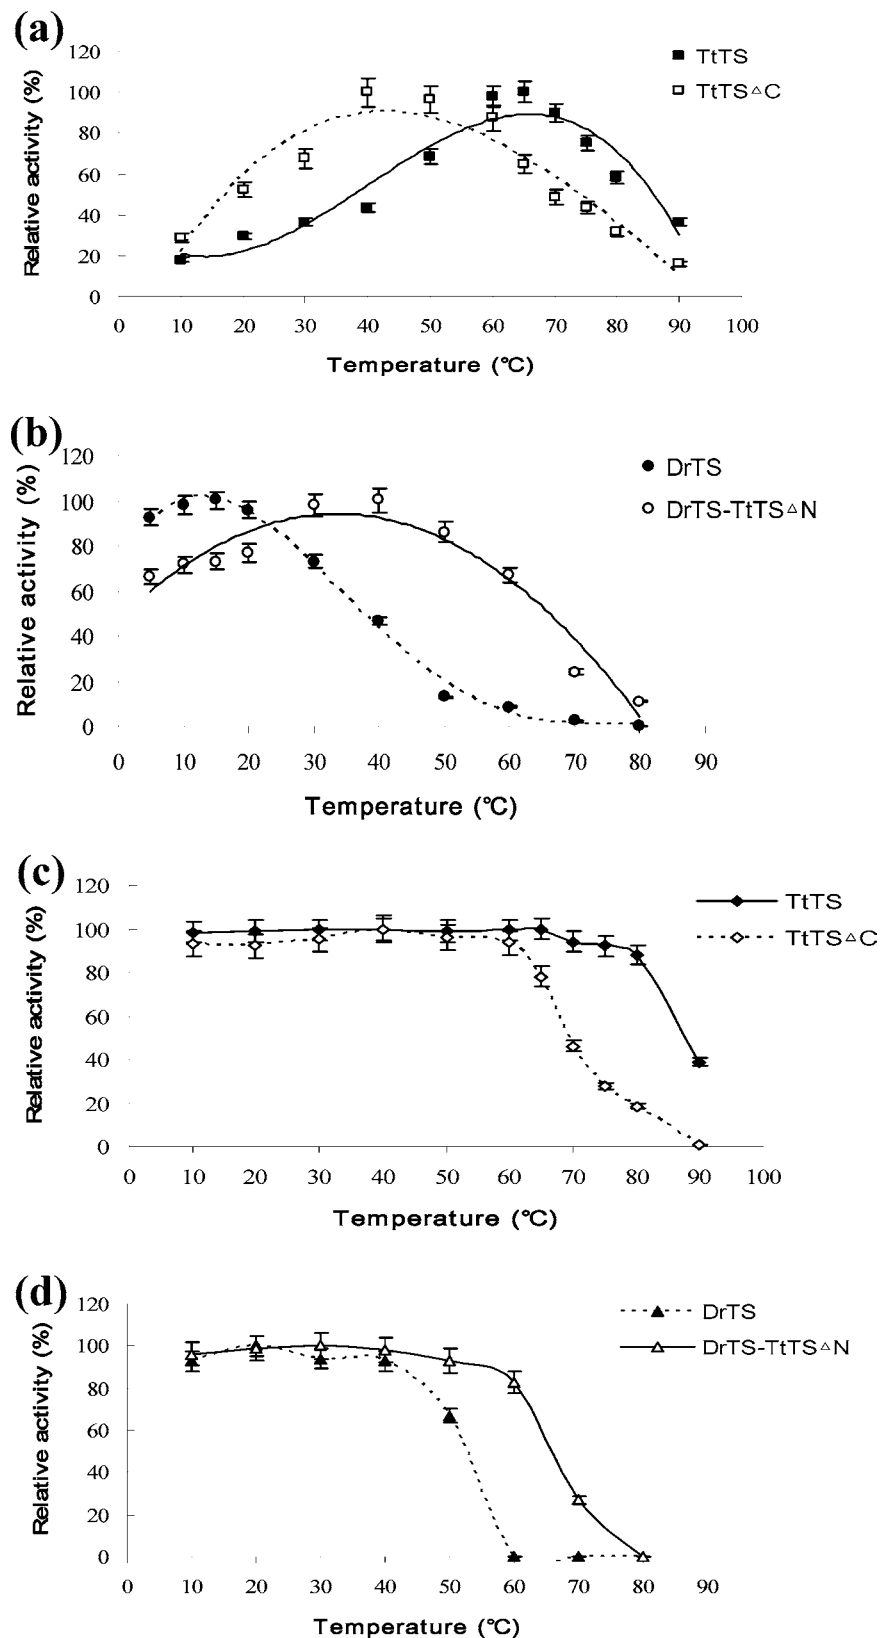 (a)
120
100
80
60
40
20
0
Relative activity (%)
TtTS
TtTS△C
0 10 20 30 40 50 60 70 80 90 100
Temperature (°C)
(b)
120
100
80
60
40
20
0
Relative activity (%)
DrTS
DrTS-TtTS△N
0 10 20 30 40 50 60 70 80 90
Temperature (°C)
(c)
120
100
80
60
40
20
0
Relative activity (%)
TtTS
TtTS△C
0 10 20 30 40 50 60 70 80 90 100
Temperature (°C)
(d)
120
100
80
60
40
20
0
Relative activity (%)
DrTS
DrTS-TtTS△N
0 10 20 30 40 50 60 70 80 90
Temperature (°C)